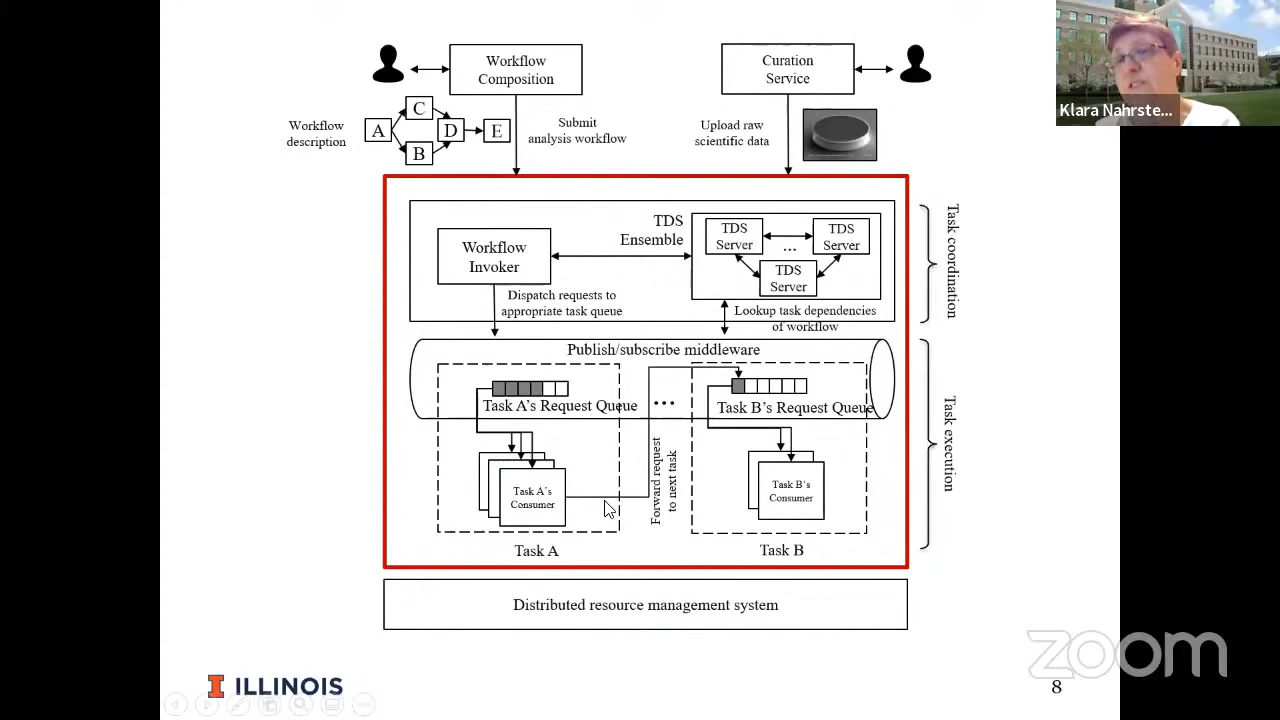 Workflow
Composition
Curation
Service
Klara Nahrste...
Workflow
description
A
C
B
D
E
Submit
analysis workflow
Upload raw
scientific data
Workflow
Invoker
TDS
Ensemble
TDS
Server
...
TDS
Server
TDS
Server
Task coordination
Dispatch requests to
appropriate task queue
Lookup task dependencies
of workflow
Publish/subscribe middleware
Task A's Request Queue
...
Task B's Request Queue
Task execution
Forward request
to next task
Task A's
Consumer
Task B's
Consumer
Task A
Task B
Distributed resource management system
I ILLINOIS
zoom
8